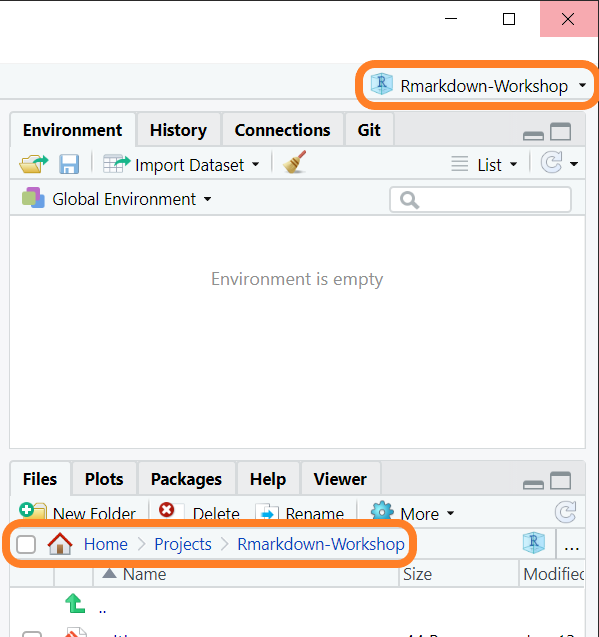 Rmarkdown-Workshop
Environment History Connections Git
Import Dataset List
Global Environment
Environment is empty
Files Plots Packages Help Viewer
New Folder Delete Rename More
Home Projects Rmarkdown-Workshop ...
Name Size Modified
..